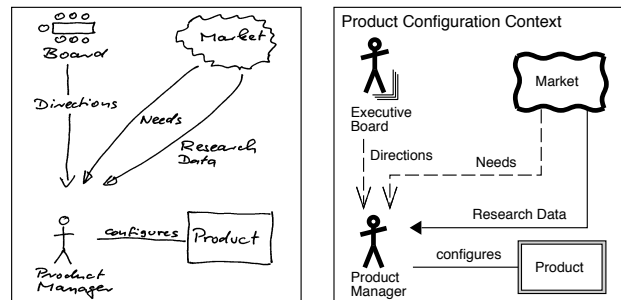 Board
Market
Directions
Needs
Research
Data
configures
Product
Product
Manager
Product Configuration Context
Market
Executive
Board
Directions
Needs
Research Data
configures
Product
Product
Manager